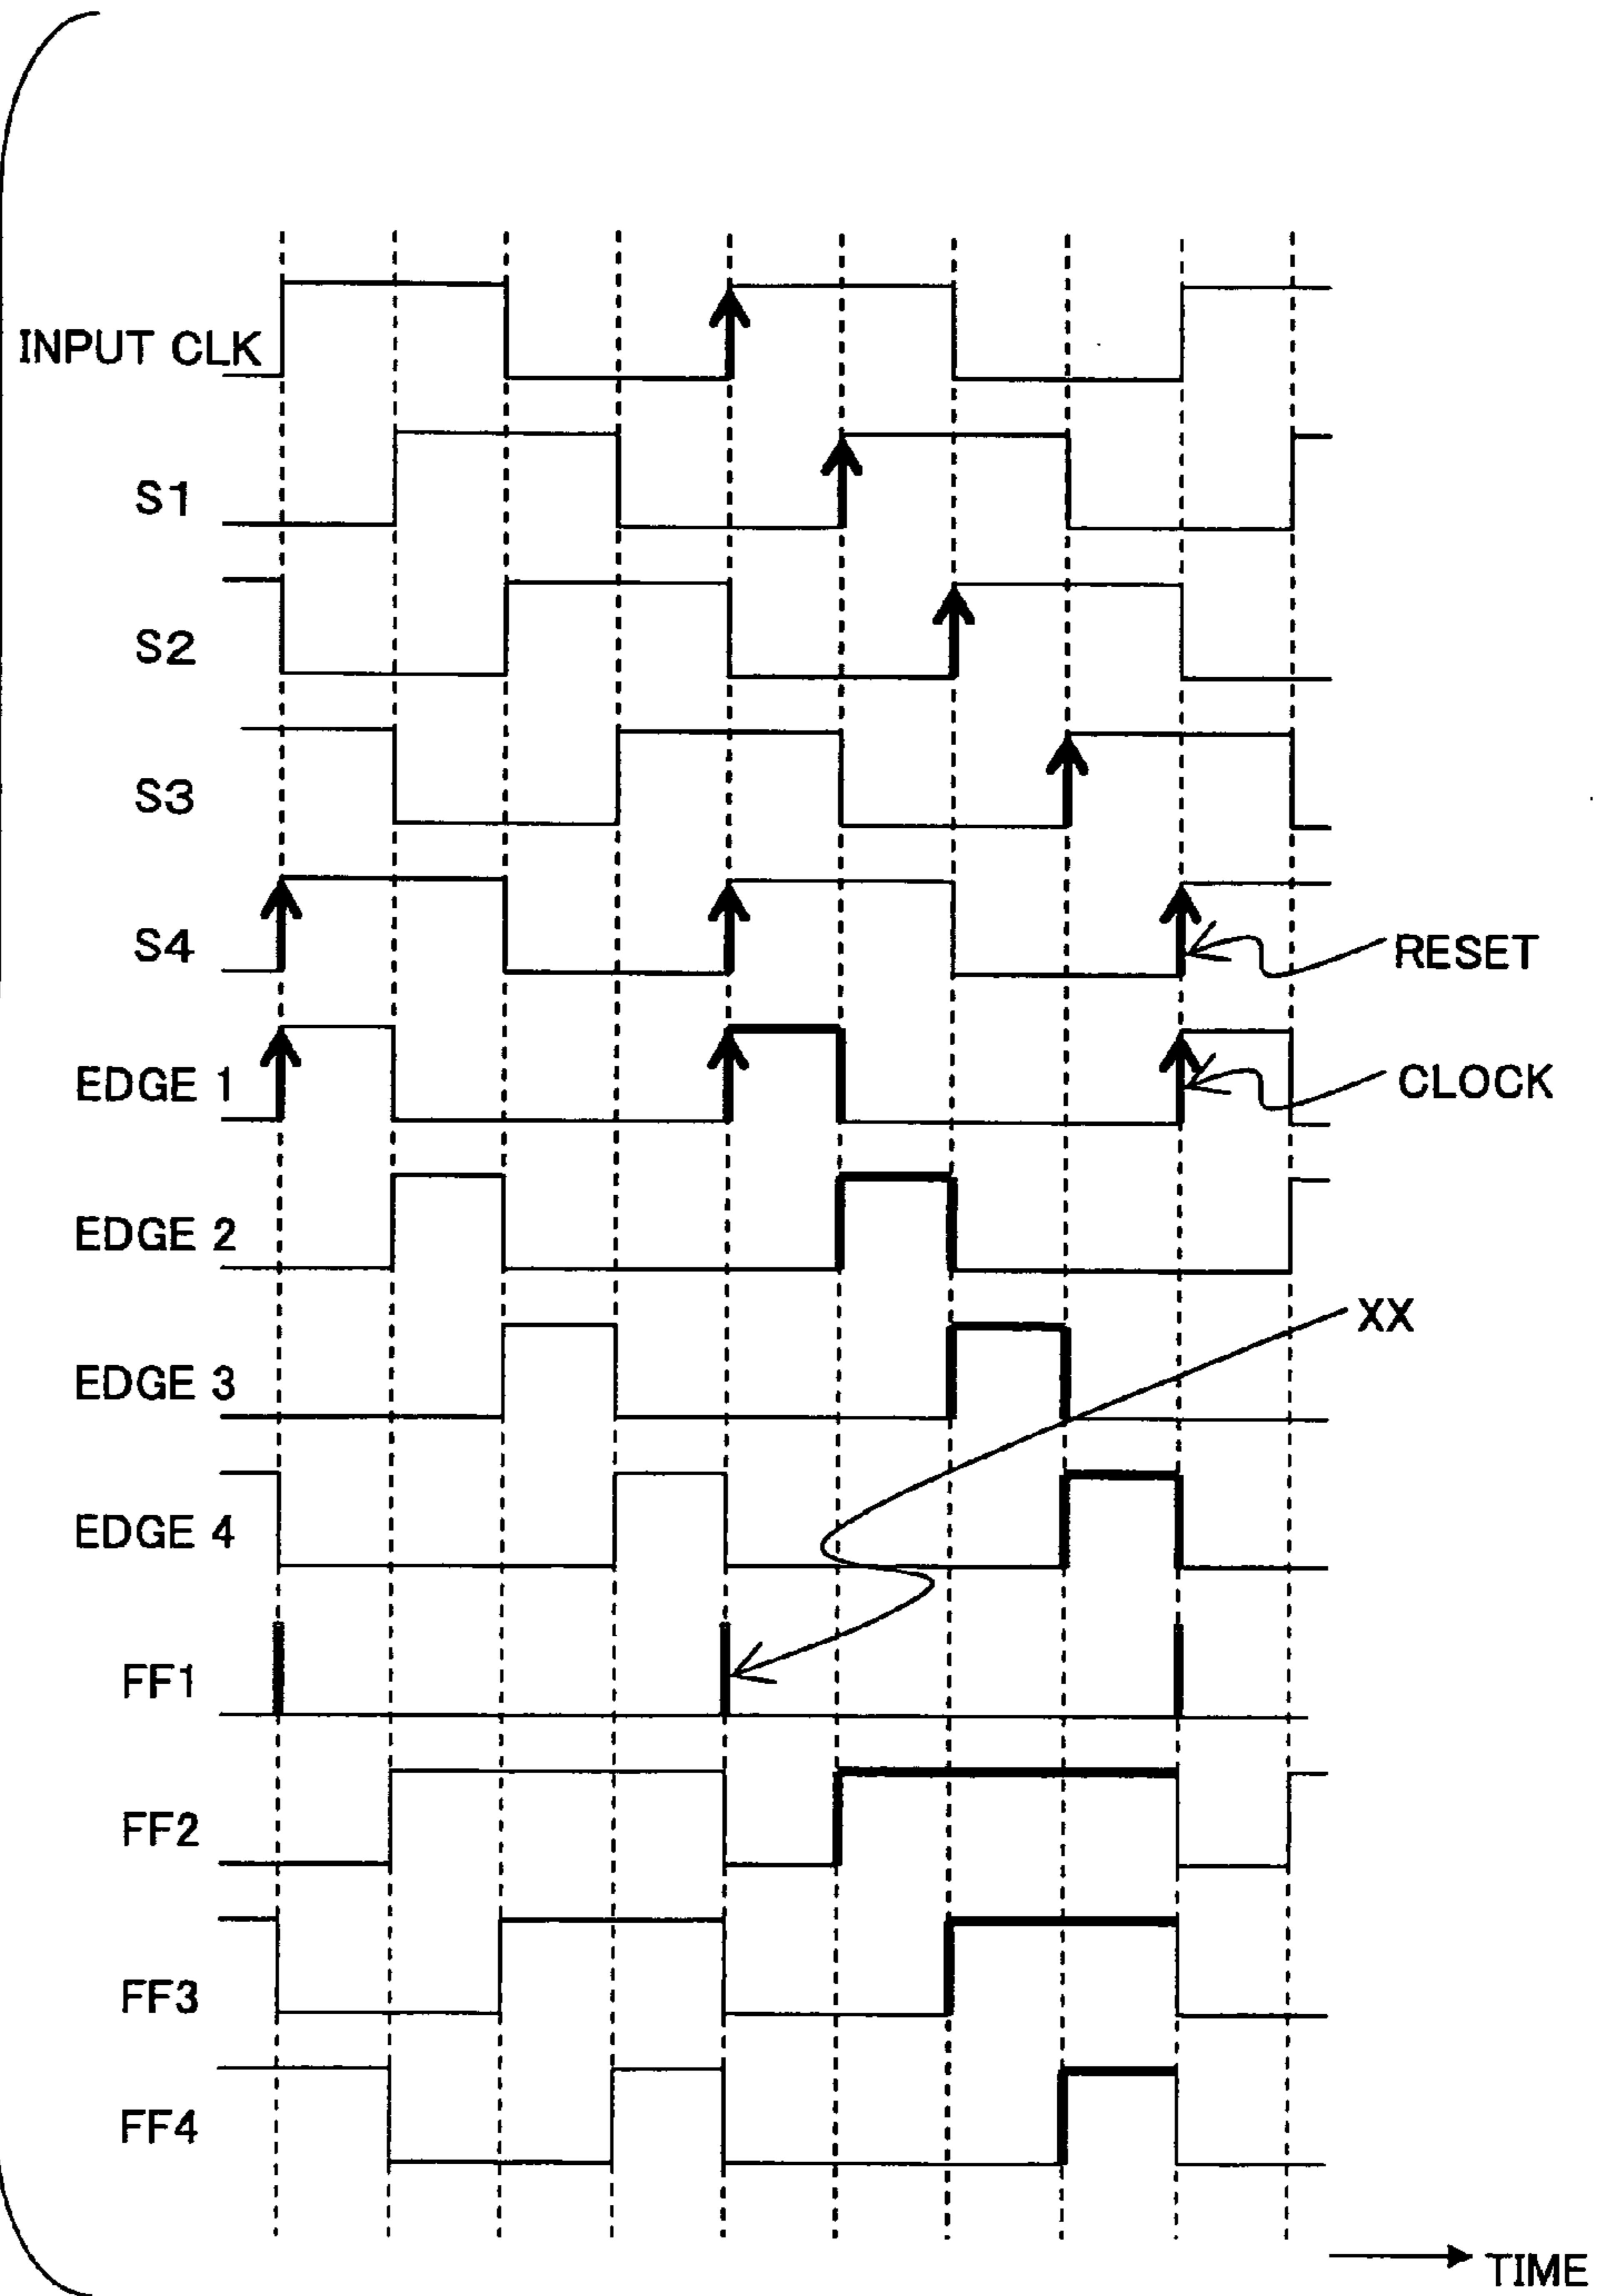 INPUT CLK
S1
S2
S3
S4
RESET
EDGE 1
CLOCK
EDGE 2
XX
EDGE 3
EDGE 4
FF1
FF2
FF3
FF4
TIME